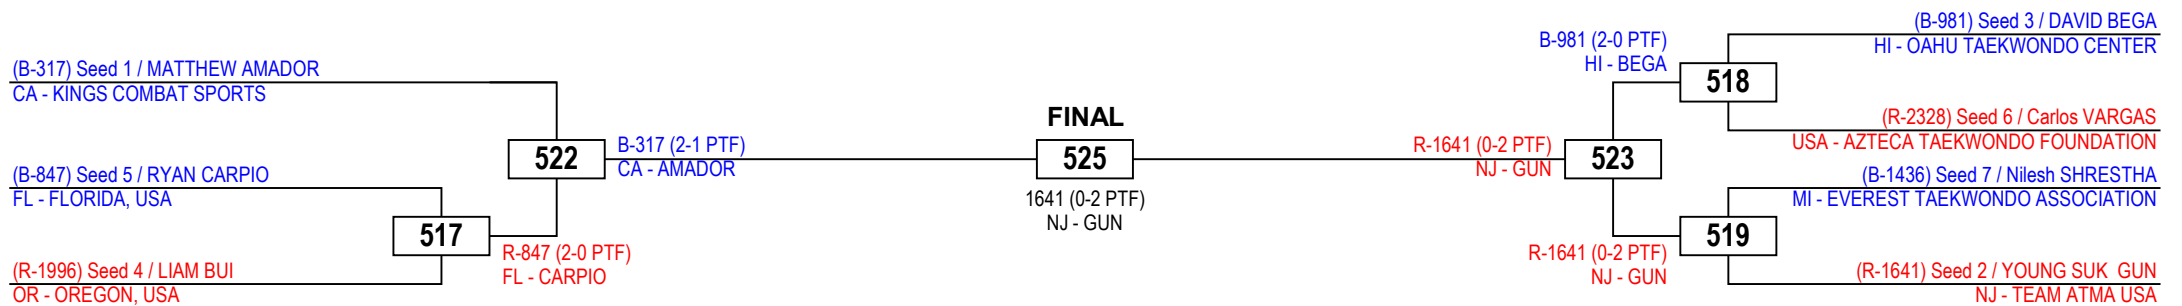 (B-317) Seed 1 / MATTHEW AMADOR
CA - KINGS COMBAT SPORTS
(B-847) Seed 5 / RYAN CARPIO
FL - FLORIDA, USA
(R-1996) Seed 4 / LIAM BUI
OR - OREGON, USA
517
R-847 (2-0 PTF)
FL - CARPIO
522
B-317 (2-1 PTF)
CA - AMADOR
FINAL
525
1641 (0-2 PTF)
NJ - GUN
R-1641 (0-2 PTF)
NJ - GUN
523
B-981 (2-0 PTF)
HI - BEGA
R-1641 (0-2 PTF)
NJ - GUN
518
519
(B-981) Seed 3 / DAVID BEGA
HI - OAHU TAEKWONDO CENTER
(R-2328) Seed 6 / Carlos VARGAS
USA - AZTECA TAEKWONDO FOUNDATION
(B-1436) Seed 7 / Nilesh SHRESTHA
MI - EVEREST TAEKWONDO ASSOCIATION
(R-1641) Seed 2 / YOUNG SUK  GUN
NJ - TEAM ATMA USA